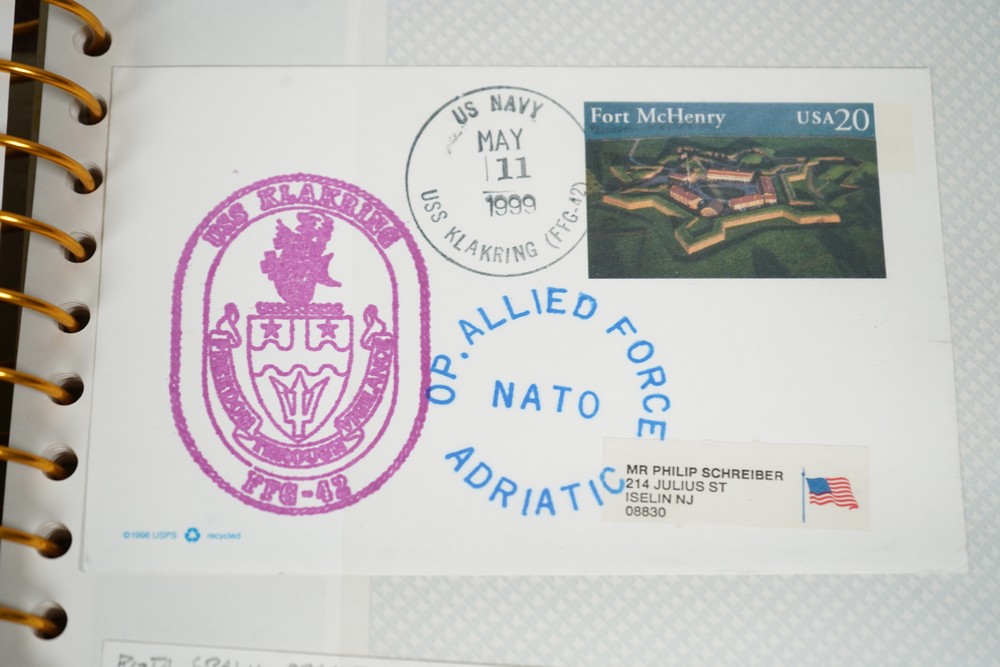 US NAVY
MAY
11
1999
USS KLAKRING (FFG-42)
Fort McHenry USA20
USS KLAKRING
THROUGH
FFG-42
OP. ALLIED FORCE
NATO
ADRIATIC
MR PHILIP SCHREIBER
214 JULIUS ST
ISELIN NJ
08830
©1996 USPS recycled